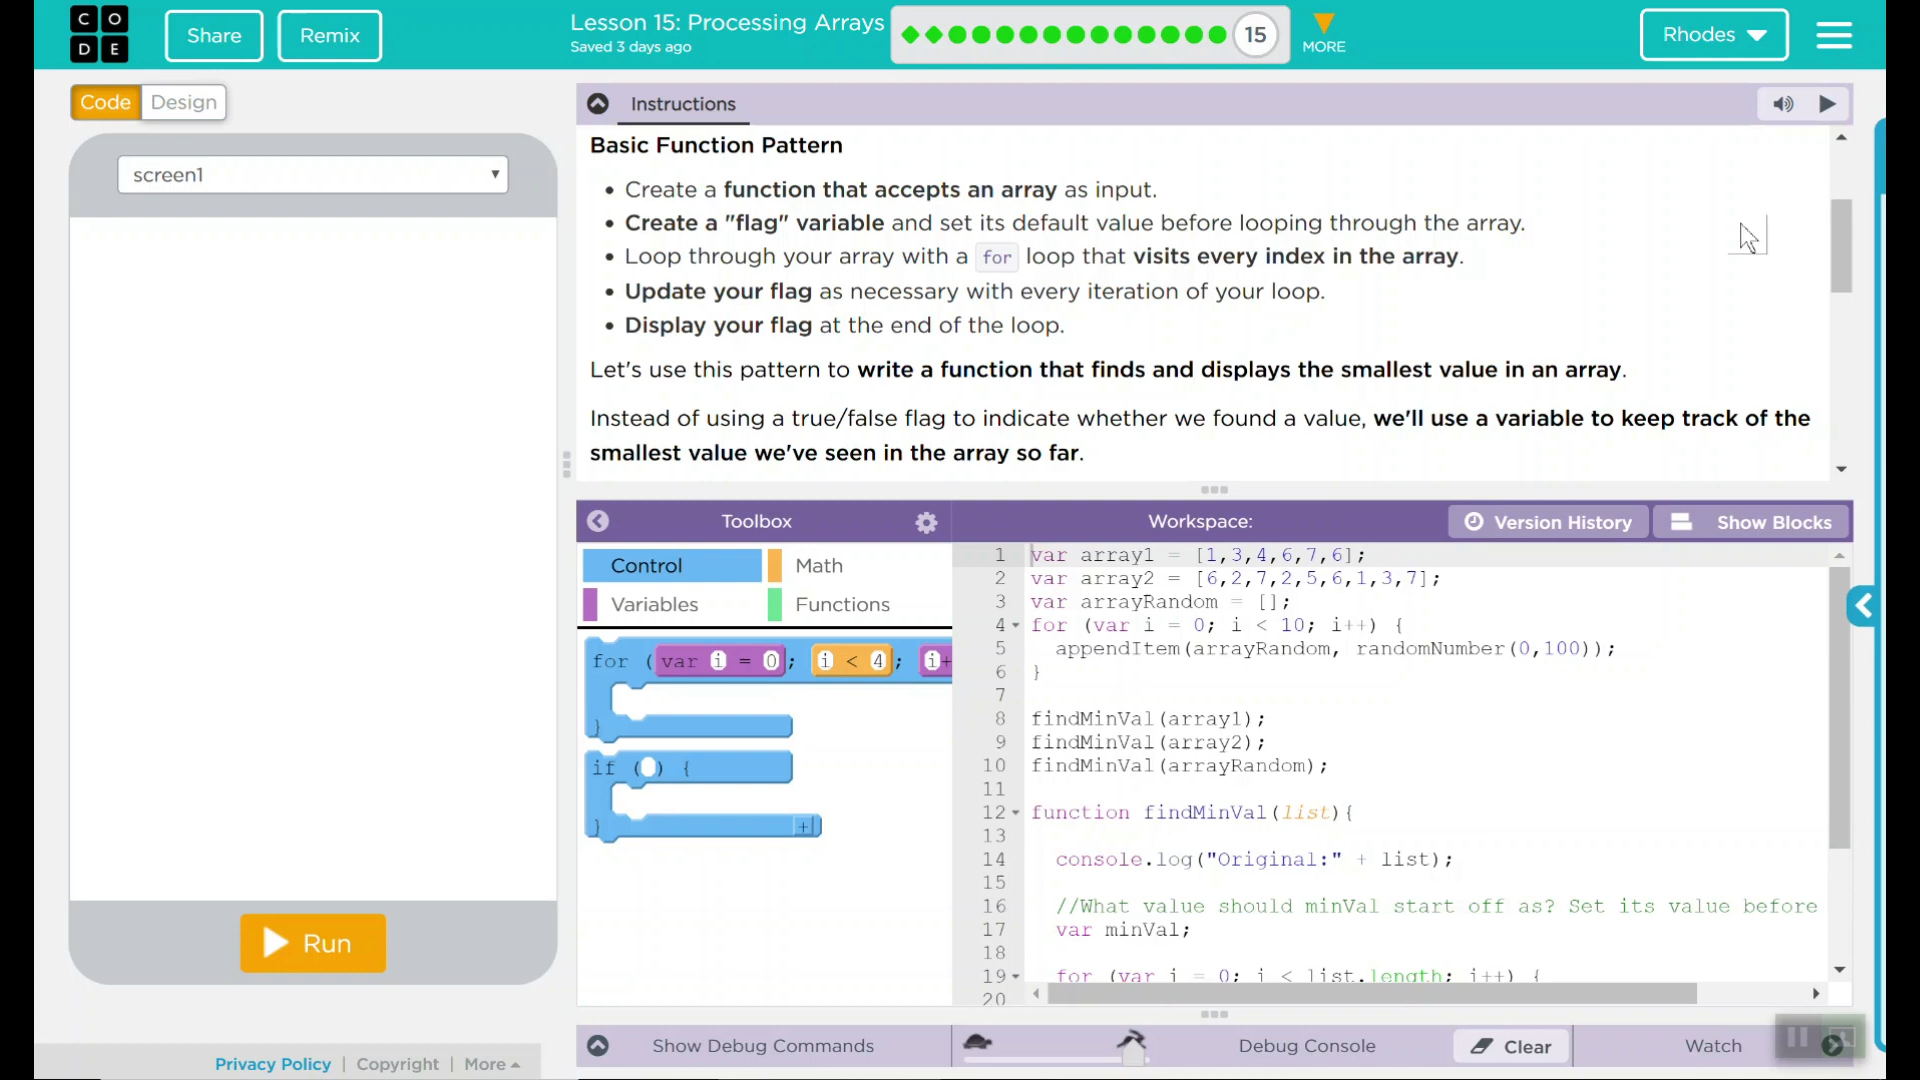 CODE
Share
Remix
Lesson 15: Processing Arrays
Saved 3 days ago
15
MORE
Rhodes
Code
Design
screen1
Run
Privacy Policy | Copyright | More
Instructions
Basic Function Pattern
• Create a function that accepts an array as input.
• Create a "flag" variable and set its default value before looping through the array.
• Loop through your array with a for loop that visits every index in the array.
• Update your flag as necessary with every iteration of your loop.
• Display your flag at the end of the loop.
Let's use this pattern to write a function that finds and displays the smallest value in an array.
Instead of using a true/false flag to indicate whether we found a value, we'll use a variable to keep track of the
smallest value we've seen in the array so far.
Toolbox
Control
Math
Variables
Functions
for (var i = 0; i < 4; i+
}
if () {
}
+
Workspace:
Version History
Show Blocks
1 var array1 = [1,3,4,6,7,6];
2 var array2 = [6,2,7,2,5,6,1,3,7];
3 var arrayRandom = [];
4 for (var i = 0; i < 10; i++) {
5 appendItem(arrayRandom, randomNumber(0,100));
6 }
7
8 findMinVal(array1);
9 findMinVal(array2);
10 findMinVal(arrayRandom);
11
12 function findMinVal(list){
13
14 console.log("Original:" + list);
15
16 //What value should minVal start off as? Set its value before
17 var minVal;
18
19 for (var i = 0; i < list.length; i++) {
20
Show Debug Commands
Debug Console
Clear
Watch